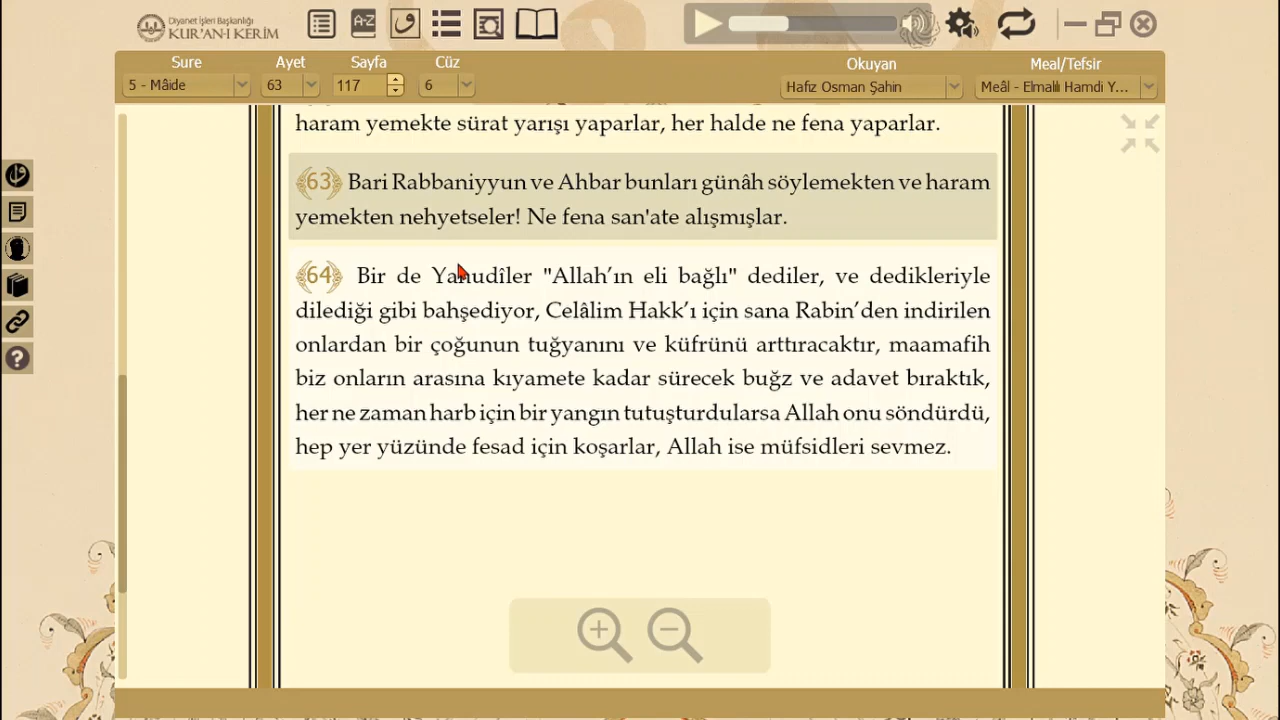 Diyanet İşleri Başkanlığı
KUR'AN-I KERİM
A-Z
Sure Ayet Sayfa Cüz Okuyan Meal/Tefsir
5 - Mâide 63 117 6 Hafız Osman Şahin Meâl - Elmalılı Hamdi Y...
haram yemekte sürat yarışı yaparlar, her halde ne fena yaparlar.
63 Bari Rabbaniyyun ve Ahbar bunları günâh söylemekten ve haram
yemekten nehyetseler! Ne fena san'ate alışmışlar.
64 Bir de Yahudîler "Allah’ın eli bağlı" dediler, ve dedikleriyle
dilediği gibi bahşediyor, Celâlim Hakk’ı için sana Rabin’den indirilen
onlardan bir çoğunun tuğyanını ve küfrünü arttıracaktır, maamafih
biz onların arasına kıyamete kadar sürecek buğz ve adavet bıraktık,
her ne zaman harb için bir yangın tutuşturdularsa Allah onu söndürdü,
hep yer yüzünde fesad için koşarlar, Allah ise müfsidleri sevmez.